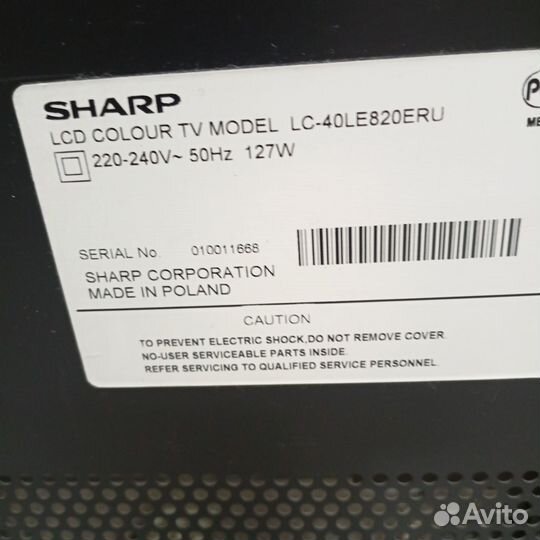 SHARP
LCD COLOUR TV MODEL LC-40LE820ERU
220-240V~ 50Hz 127W
SERIAL No. 010011668
SHARP CORPORATION
MADE IN POLAND
CAUTION
TO PREVENT ELECTRIC SHOCK,DO NOT REMOVE COVER.
NO-USER SERVICEABLE PARTS INSIDE.
REFER SERVICING TO QUALIFIED SERVICE PERSONNEL.
Avito